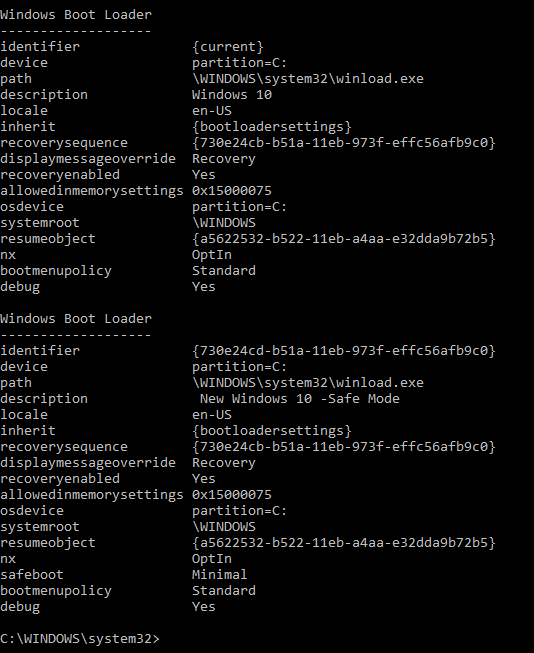 Windows Boot Loader
-------------------
identifier              {current}
device                  partition=C:
path                    \WINDOWS\system32\winload.exe
description             Windows 10
locale                  en-US
inherit                 {bootloadersettings}
recoverysequence        {730e24cb-b51a-11eb-973f-effc56afb9c0}
displaymessageoverride  Recovery
recoveryenabled         Yes
allowedinmemorysettings 0x15000075
osdevice                partition=C:
systemroot              \WINDOWS
resumeobject            {a5622532-b522-11eb-a4aa-e32dda9b72b5}
nx                      OptIn
bootmenupolicy          Standard
debug                   Yes

Windows Boot Loader
-------------------
identifier              {730e24cd-b51a-11eb-973f-effc56afb9c0}
device                  partition=C:
path                    \WINDOWS\system32\winload.exe
description              New Windows 10 -Safe Mode
locale                  en-US
inherit                 {bootloadersettings}
recoverysequence        {730e24cb-b51a-11eb-973f-effc56afb9c0}
displaymessageoverride  Recovery
recoveryenabled         Yes
allowedinmemorysettings 0x15000075
osdevice                partition=C:
systemroot              \WINDOWS
resumeobject            {a5622532-b522-11eb-a4aa-e32dda9b72b5}
nx                      OptIn
safeboot                Minimal
bootmenupolicy          Standard
debug                   Yes

C:\WINDOWS\system32>